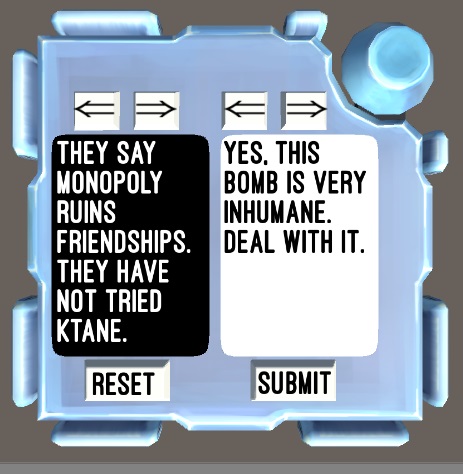 THEY SAY
MONOPOLY
RUINS
FRIENDSHIPS.
THEY HAVE
NOT TRIED
KTANE.
YES, THIS
BOMB IS VERY
INHUMANE.
DEAL WITH IT.
RESET
SUBMIT